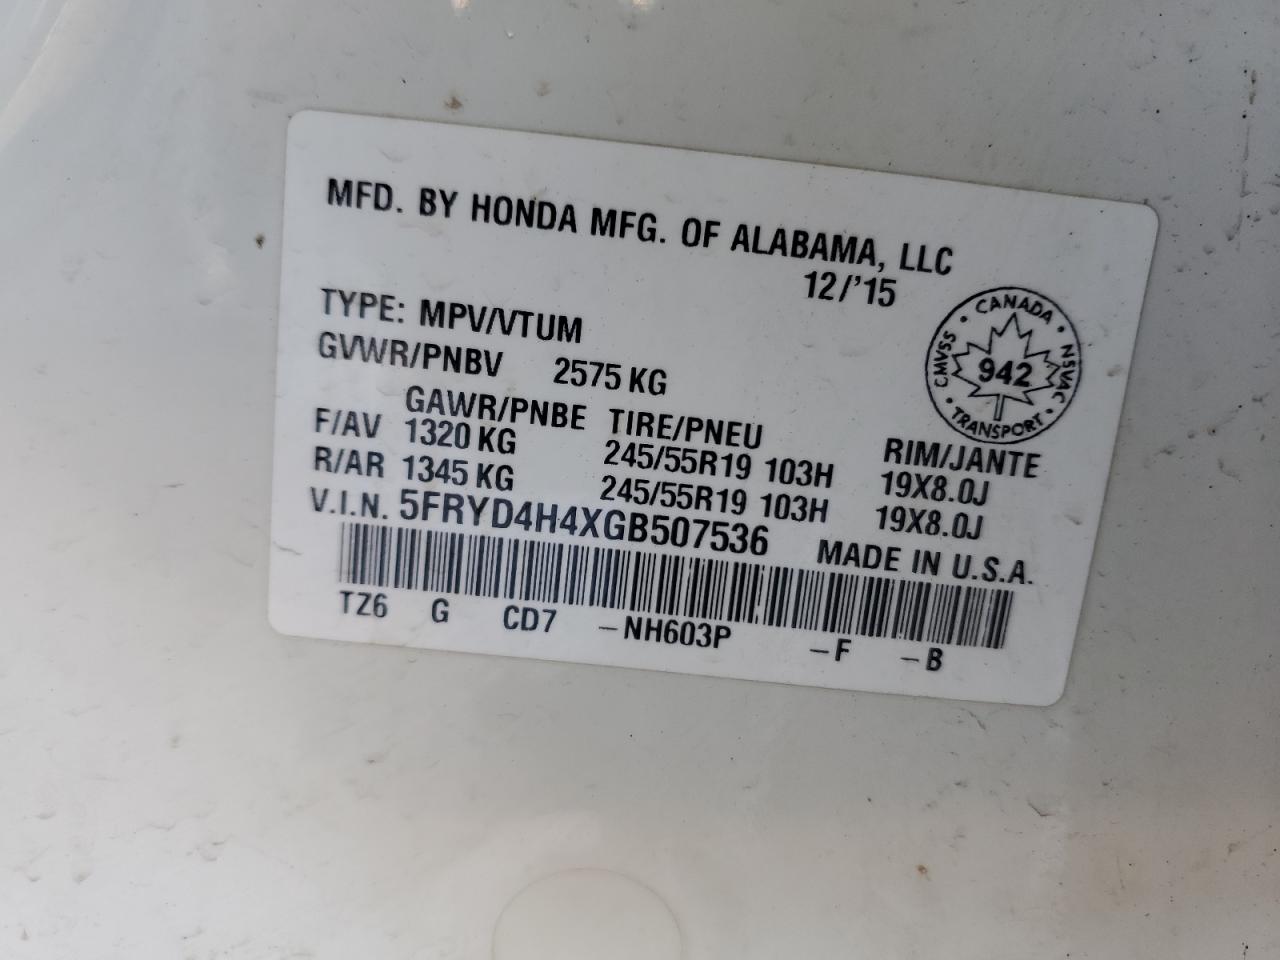 MFD. BY HONDA MFG. OF ALABAMA, LLC
12/'15
TYPE: MPV/VTUM
GVWR/PNBV 2575 KG
GAWR/PNBE TIRE/PNEU RIM/JANTE
F/AV 1320 KG 245/55R19 103H 19X8.0J
R/AR 1345 KG 245/55R19 103H 19X8.0J
V.I.N. 5FRYD4H4XGB507536 MADE IN U.S.A.
TZ6 G CD7 –NH603P –F –B
CANADA
CMVSS 942 NSVAC
TRANSPORT